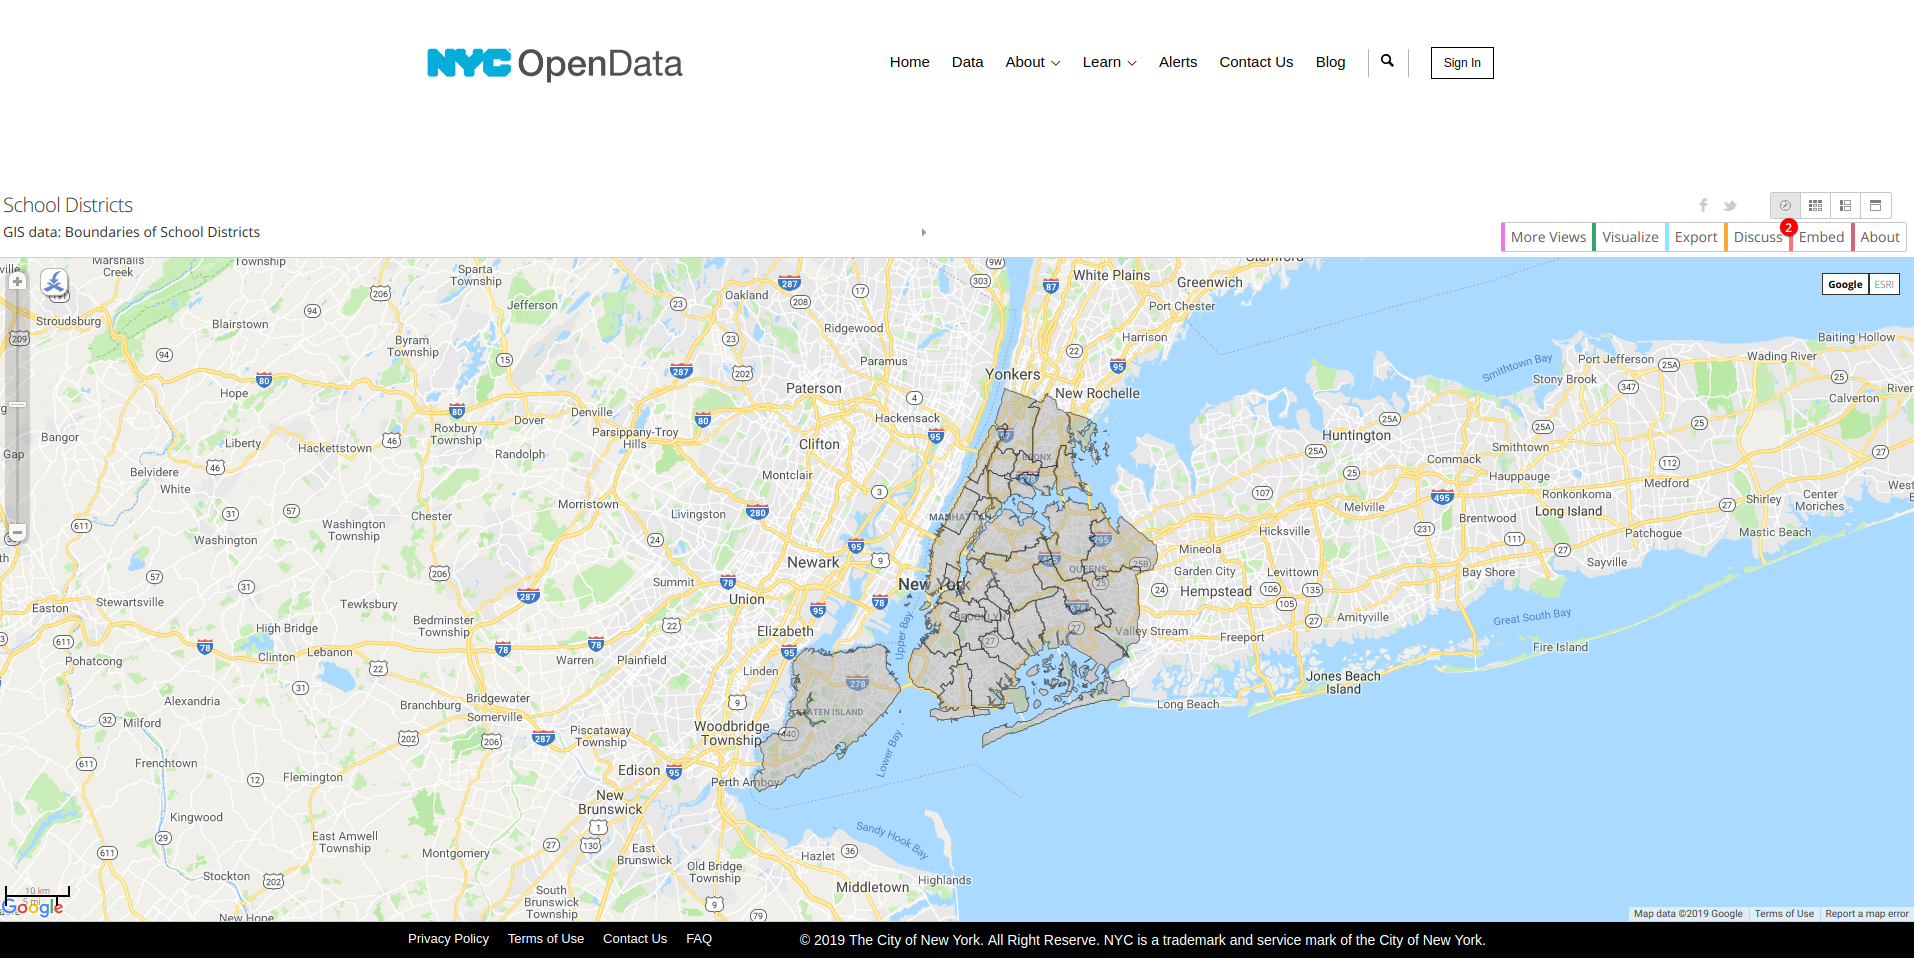 NYC OpenData
Home Data About Learn Alerts Contact Us Blog Sign In
School Districts
GIS data: Boundaries of School Districts
2
More Views Visualize Export Discuss Embed About
Google ESRI
Marshalls Creek
Township
Sparta Township
Stroudsburg
Blairstown
Jefferson
Byram Township
Oakland
Ridgewood
Paramus
White Plains
Greenwich
Port Chester
Harrison
Yonkers
New Rochelle
Smithtown Bay
Port Jefferson
Stony Brook
Wading River
Baiting Hollow
Calverton
Hope
Paterson
Hackensack
Clifton
Montclair
Bangor
Gap
Liberty
Hackettstown
Roxbury Township
Dover
Denville
Parsippany-Troy Hills
Randolph
Belvidere
White
Morristown
Livingston
BRONX
MANHATTAN
Huntington
Commack
Smithtown
Hauppauge
Ronkonkoma
Long Island
Medford
Shirley
Center Moriches
Mastic Beach
Melville
Brentwood
Patchogue
Hicksville
Washington
Washington Township
Chester
Newark
New York
QUEENS
BROOKLYN
Mineola
Garden City
Levittown
Hempstead
Bay Shore
Sayville
Amityville
Great South Bay
Fire Island
Easton
Stewartsville
Tewksbury
Summit
Union
Elizabeth
Linden
Upper Bay
Valley Stream
Freeport
Jones Beach Island
Long Beach
High Bridge
Bedminster Township
Pohatcong
Clinton
Lebanon
Warren
Plainfield
Alexandria
Milford
Branchburg
Bridgewater
Somerville
Piscataway Township
Woodbridge Township
STATEN ISLAND
Lower Bay
Frenchtown
Flemington
Edison
Perth Amboy
New Brunswick
Kingwood
East Amwell Township
Montgomery
East Brunswick
Old Bridge Township
Sandy Hook Bay
Hazlet
Highlands
Middletown
Stockton
South Brunswick Township
New Hope
10 km
5 mi
Google
Map data ©2019 Google Terms of Use Report a map error
Privacy Policy Terms of Use Contact Us FAQ © 2019 The City of New York. All Right Reserve. NYC is a trademark and service mark of the City of New York.